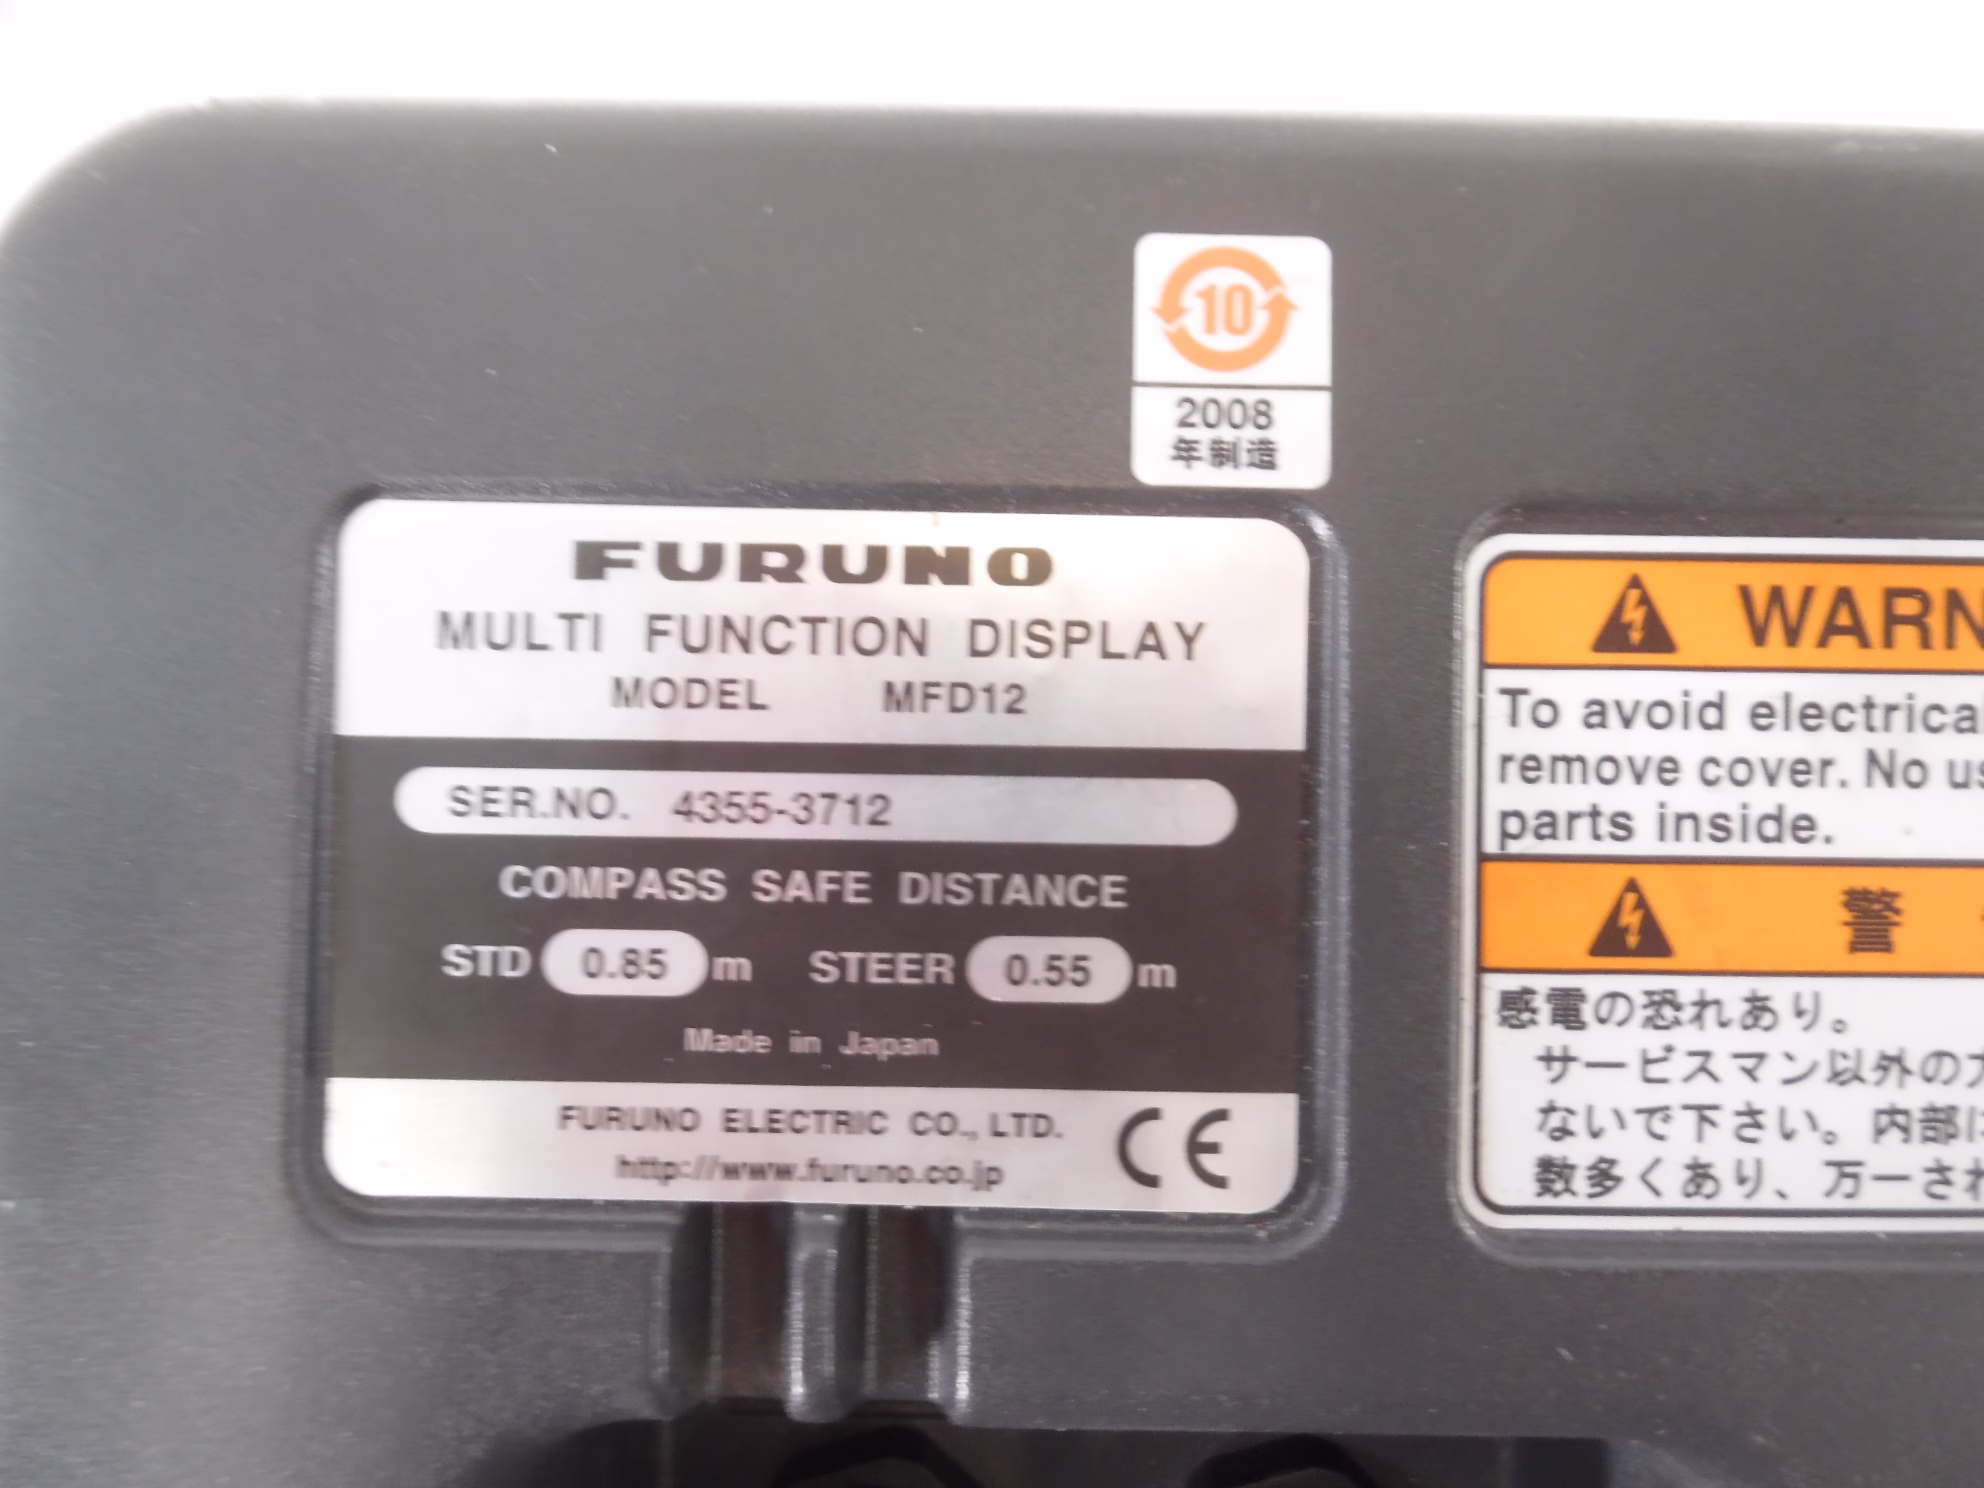 10
2008
年制造
FURUNO
MULTI FUNCTION DISPLAY
MODEL MFD12
SER.NO. 4355-3712
COMPASS SAFE DISTANCE
STD 0.85 m STEER 0.55 m
Made in Japan
FURUNO ELECTRIC CO., LTD.
http://www.furuno.co.jp
CE
WARN
To avoid electrica
remove cover. No us
parts inside.
警
感電の恐れあり。
サービスマン以外の
ないで下さい。内部
数多くあり、万一さ